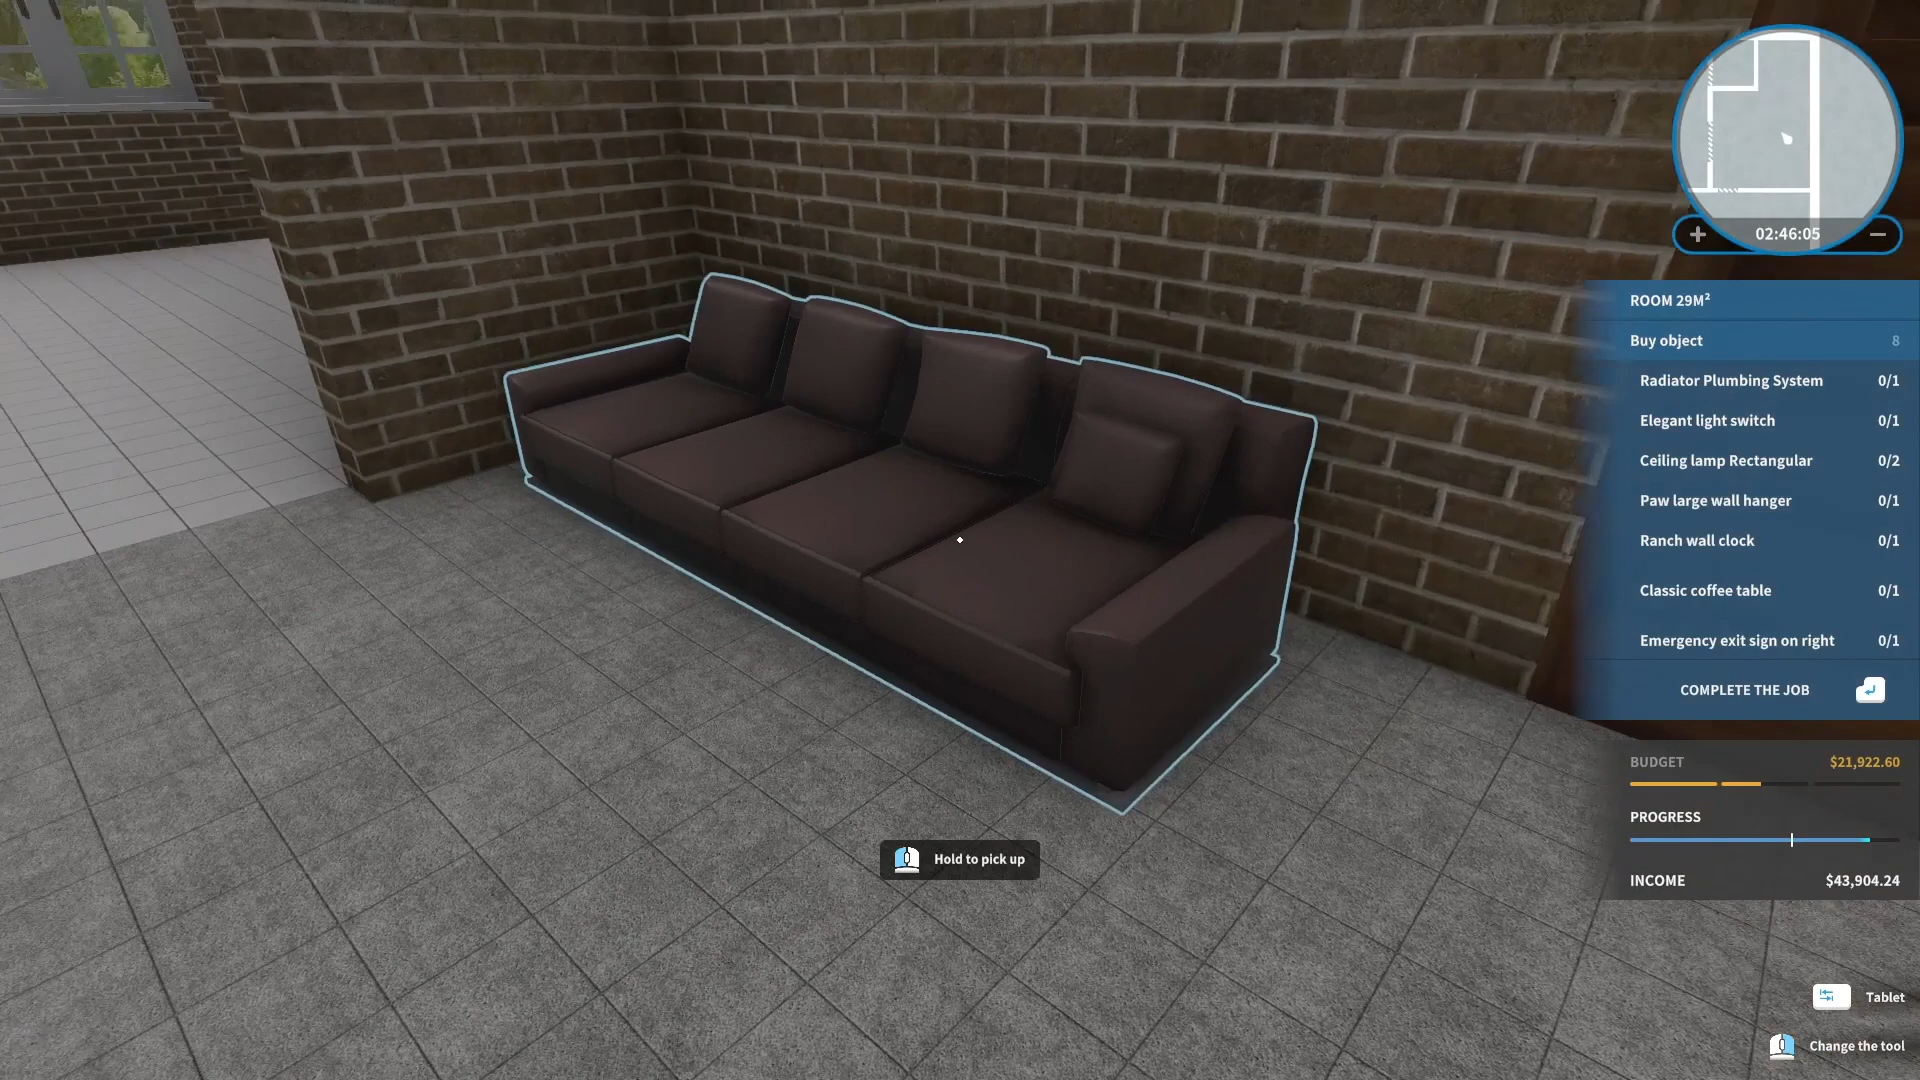 + 02:46:05 −
ROOM 29M²
Buy object 8
Radiator Plumbing System 0/1
Elegant light switch 0/1
Ceiling lamp Rectangular 0/2
Paw large wall hanger 0/1
Ranch wall clock 0/1
Classic coffee table 0/1
Emergency exit sign on right 0/1
COMPLETE THE JOB
BUDGET $21,922.60
PROGRESS
Hold to pick up
INCOME $43,904.24
Tablet
Change the tool